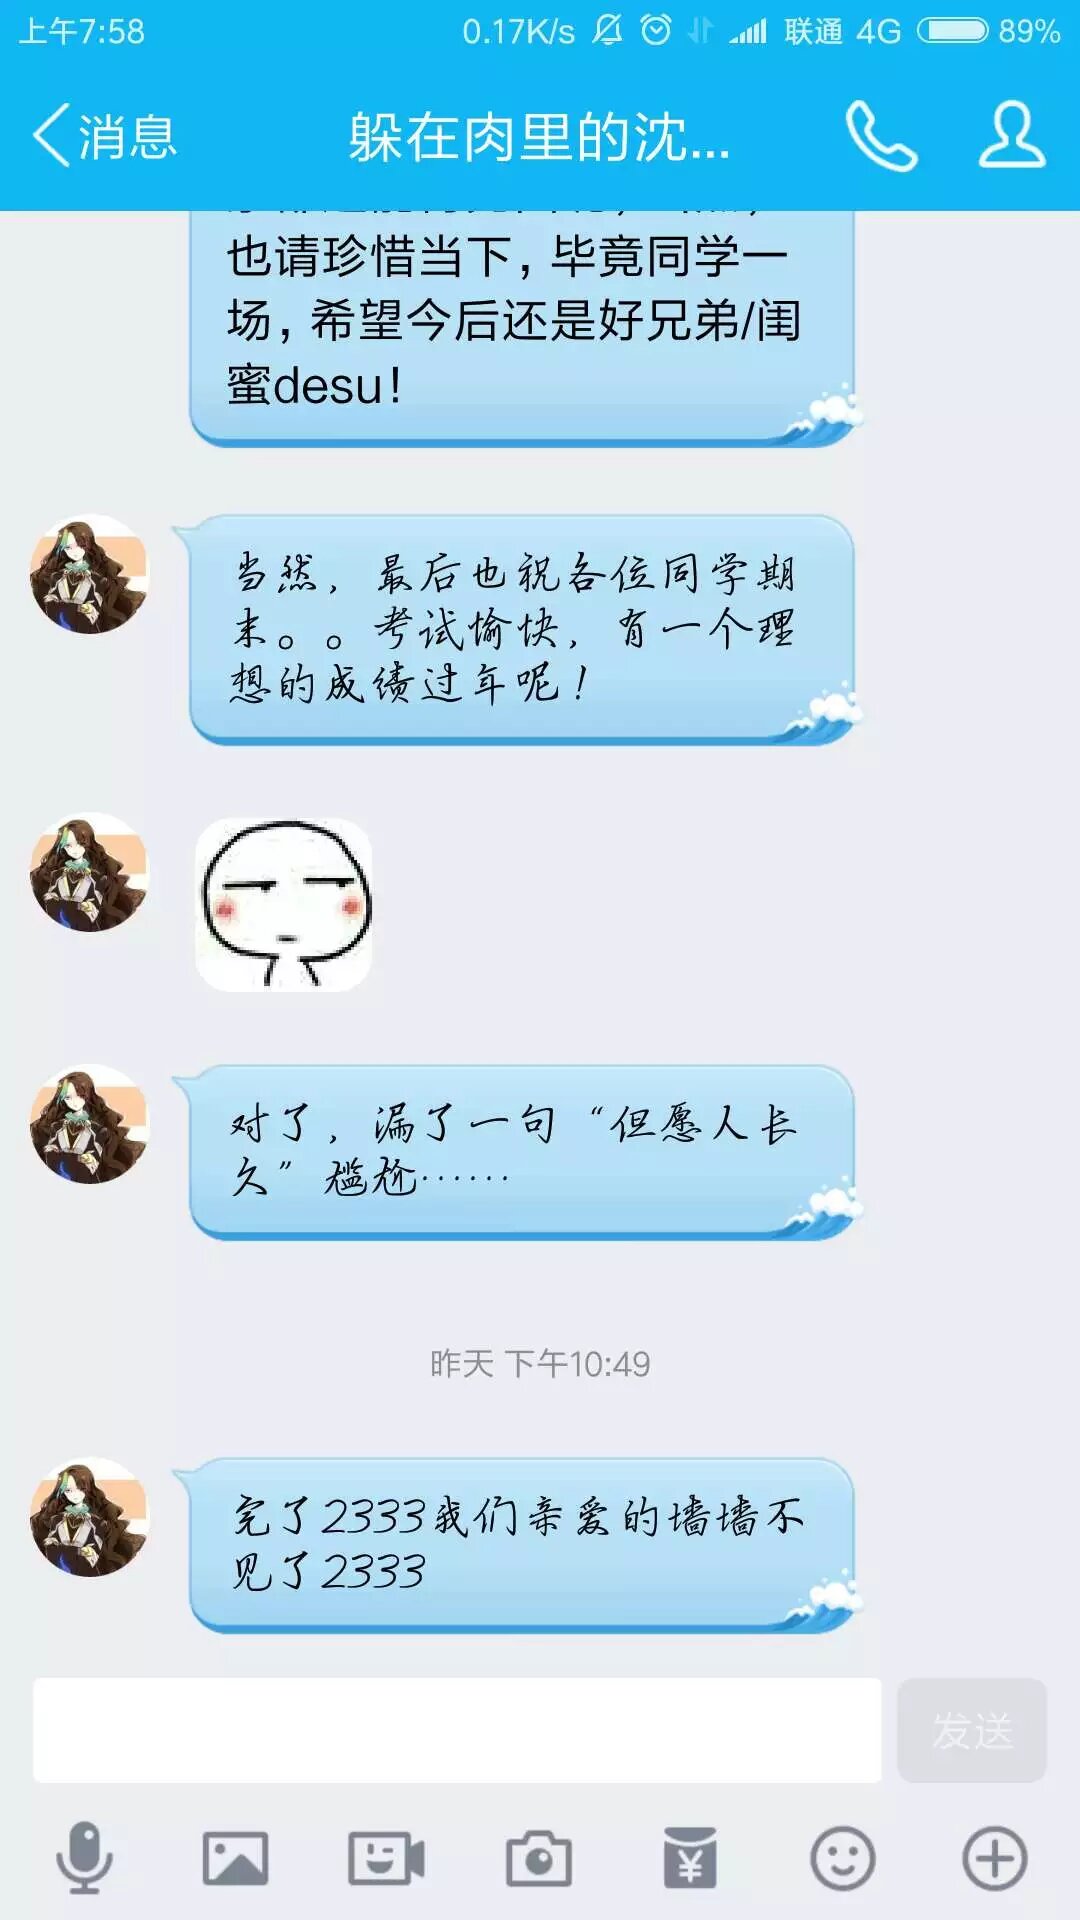 上午7:58
0.17K/s
联通 4G
89%
消息
躲在肉里的沈...
也请珍惜当下，毕竟同学一
场，希望今后还是好兄弟/闺
蜜desu！
当然，最后也祝各位同学期
末。。考试愉快，有一个理
想的成绩过年呢！
对了，漏了一句“但愿人长
久”尴尬……
昨天 下午10:49
完了2333我们亲爱的墙墙不
见了2333
发送